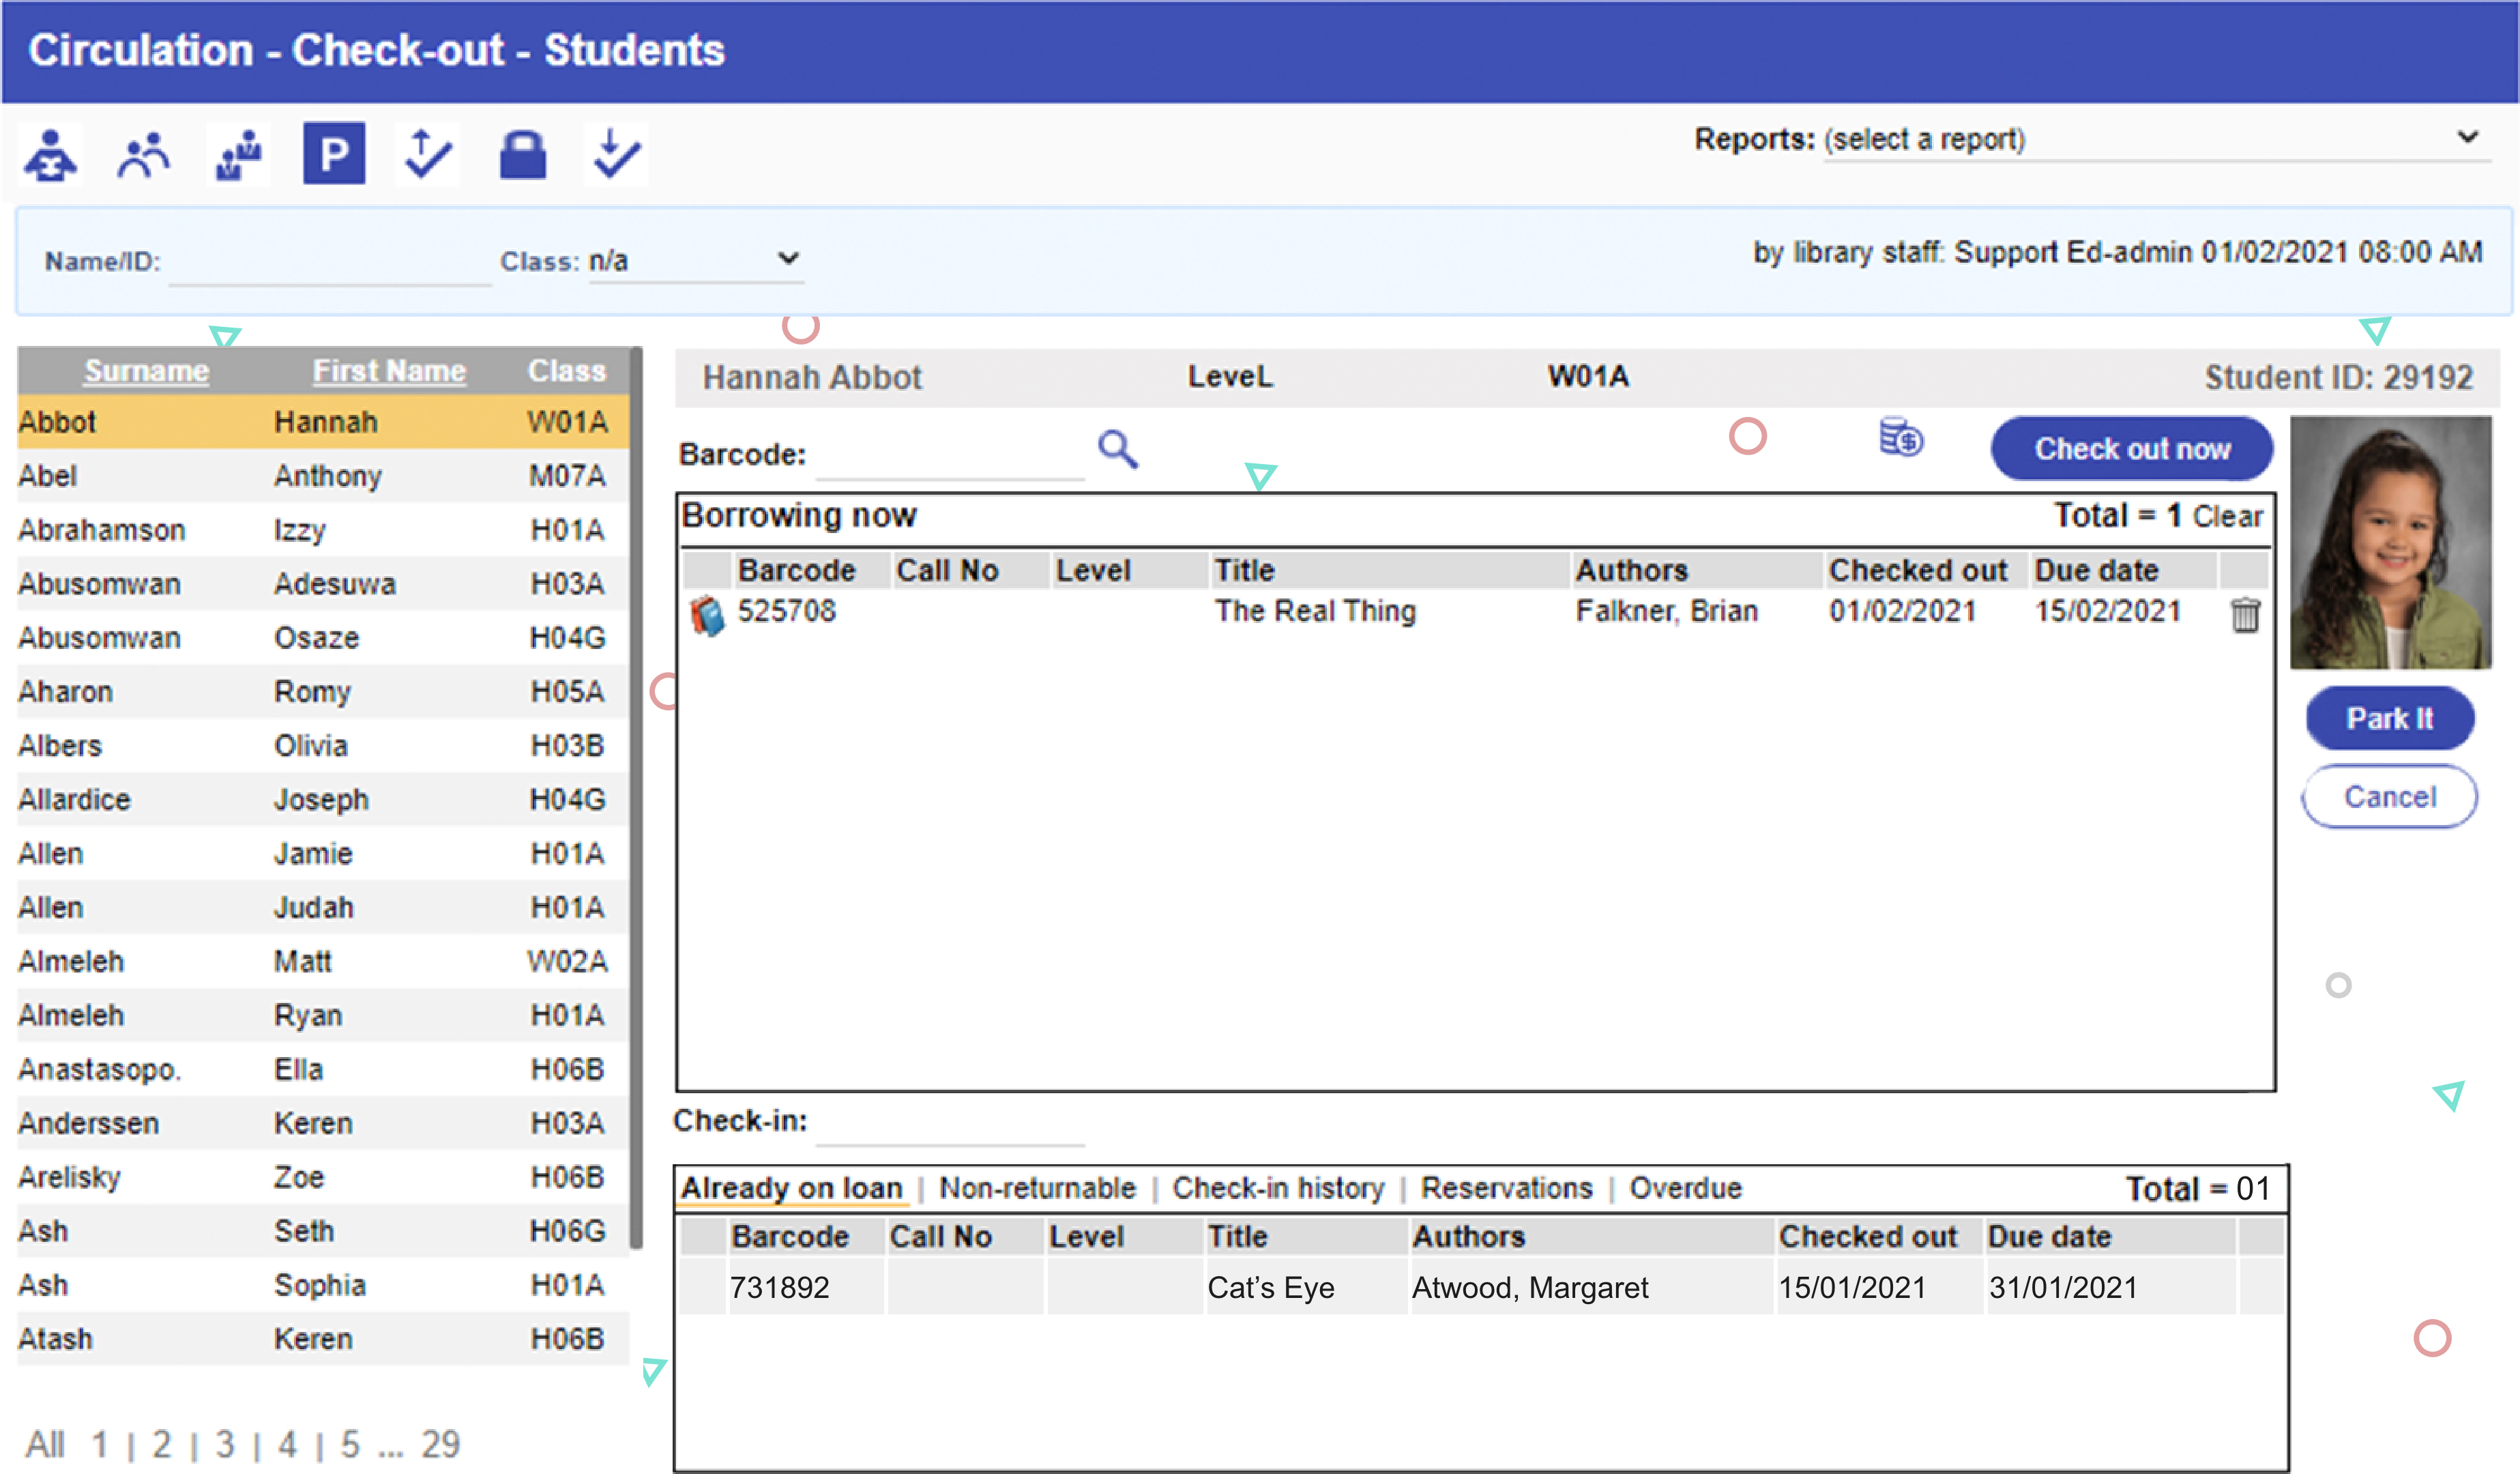 Circulation - Check-out - Students
P
Reports: (select a report)
Name/ID: Class: n/a
by library staff: Support Ed-admin 01/02/2021 08:00 AM
Surname First Name Class
Abbot Hannah W01A
Abel Anthony M07A
Abrahamson Izzy H01A
Abusomwan Adesuwa H03A
Abusomwan Osaze H04G
Aharon Romy H05A
Albers Olivia H03B
Allardice Joseph H04G
Allen Jamie H01A
Allen Judah H01A
Almeleh Matt W02A
Almeleh Ryan H01A
Anastasopo. Ella H06B
Anderssen Keren H03A
Arelisky Zoe H06B
Ash Seth H06G
Ash Sophia H01A
Atash Keren H06B
All 1 | 2 | 3 | 4 | 5 ... 29
Hannah Abbot LeveL W01A Student ID: 29192
Barcode: $ Check out now
Borrowing now Total = 1 Clear
Barcode Call No Level Title Authors Checked out Due date
525708 The Real Thing Falkner, Brian 01/02/2021 15/02/2021
Park It
Cancel
Check-in:
Already on loan | Non-returnable | Check-in history | Reservations | Overdue Total = 01
Barcode Call No Level Title Authors Checked out Due date
731892 Cat’s Eye Atwood, Margaret 15/01/2021 31/01/2021